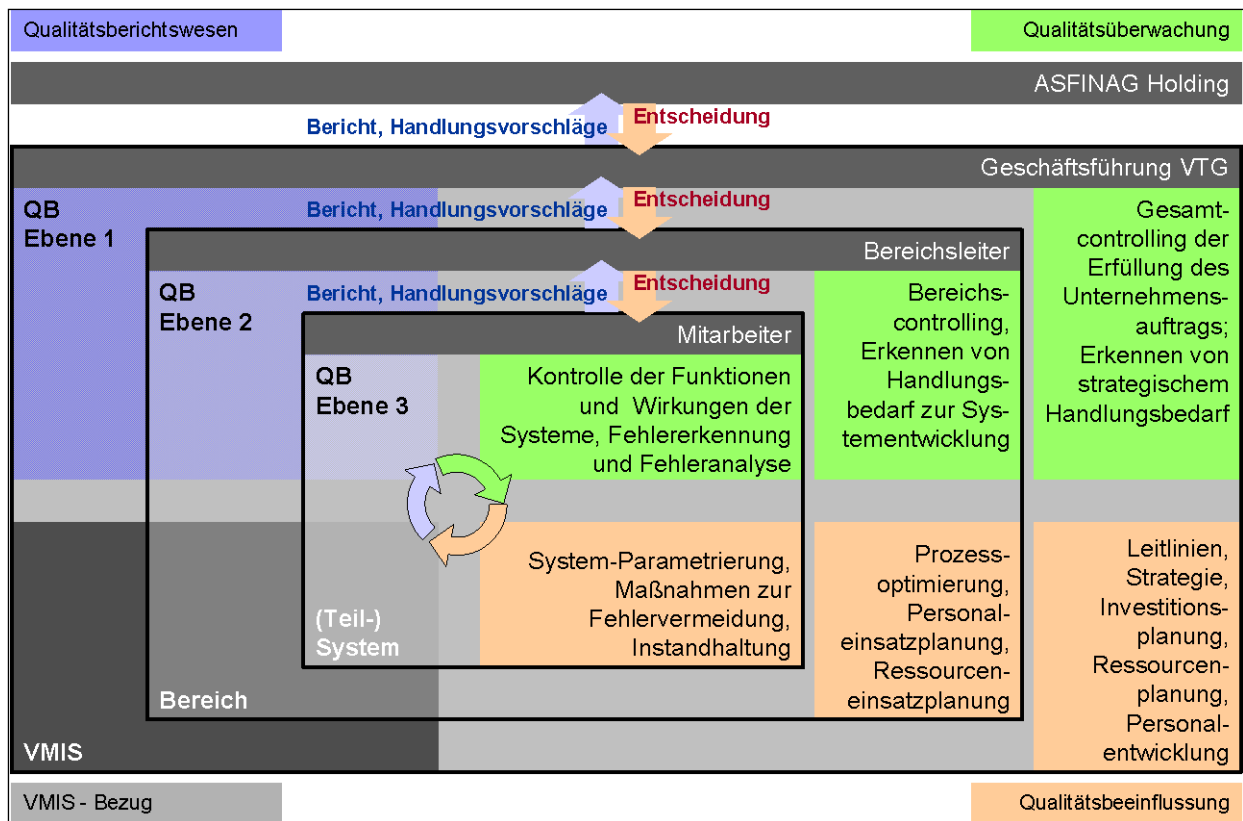 Qualitätsberichtswesen
Qualitätsüberwachung
ASFINAG Holding
Bericht, Handlungsvorschläge
Entscheidung
Geschäftsführung VTG
QB
Ebene 1
Bericht, Handlungsvorschläge
Entscheidung
Gesamt-
controlling der
Erfüllung des
Unternehmens-
auftrags;
Erkennen von
strategischem
Handlungsbedarf
Bereichsleiter
QB
Ebene 2
Bericht, Handlungsvorschläge
Entscheidung
Bereichs-
controlling,
Erkennen von
Handlungs-
bedarf zur Sys-
tementwicklung
Mitarbeiter
QB
Ebene 3
Kontrolle der Funktionen
und Wirkungen der
Systeme, Fehlererkennung
und Fehleranalyse
(Teil-)
System
System-Parametrierung,
Maßnahmen zur
Fehlervermeidung,
Instandhaltung
Prozess-
optimierung,
Personal-
einsatzplanung,
Ressourcen-
einsatzplanung
Leitlinien,
Strategie,
Investitions-
planung,
Ressourcen-
planung,
Personal-
entwicklung
Bereich
VMIS
VMIS - Bezug
Qualitätsbeeinflussung